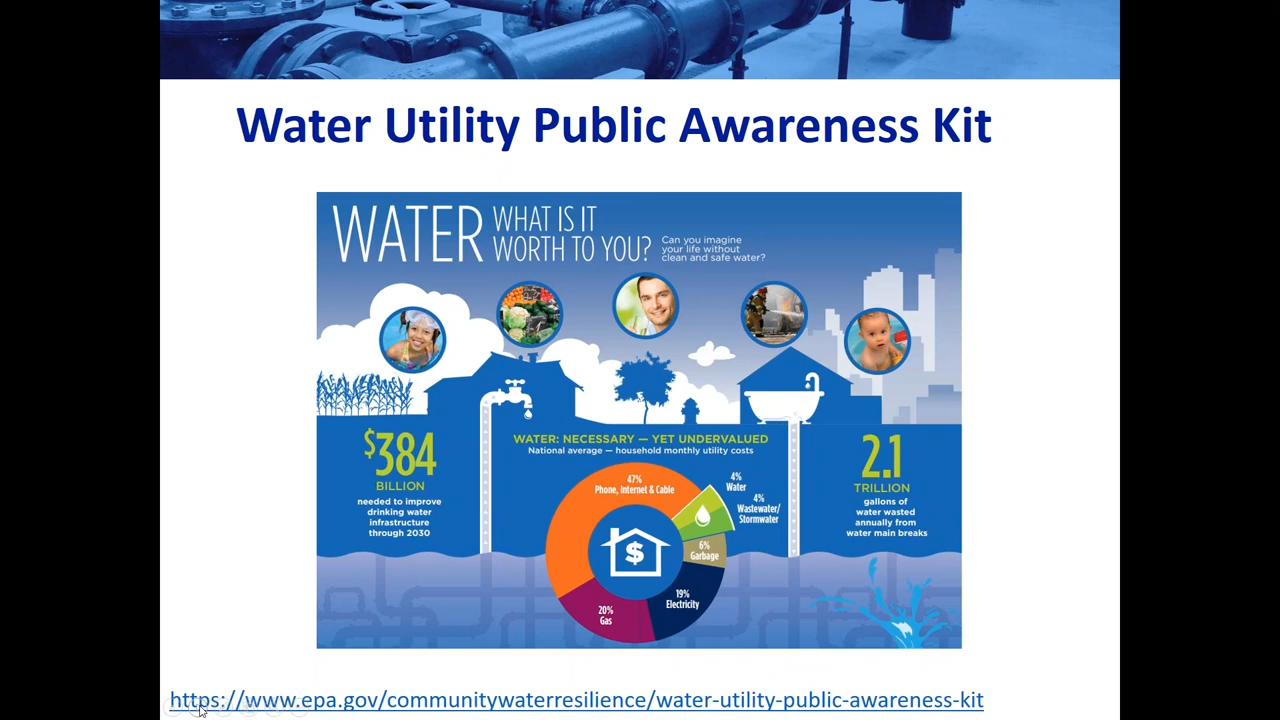 Water Utility Public Awareness Kit
WATER
WHAT IS IT
WORTH TO YOU?
Can you imagine
your life without
clean and safe water?
$384
BILLION
needed to improve
drinking water
infrastructure
through 2030
WATER: NECESSARY — YET UNDERVALUED
National average — household monthly utility costs
47%
Phone, Internet & Cable
4%
Water
4%
Wastewater/
Stormwater
6%
Garbage
19%
Electricity
20%
Gas
$
2.1
TRILLION
gallons of
water wasted
annually from
water main breaks
https://www.epa.gov/communitywaterresilience/water-utility-public-awareness-kit